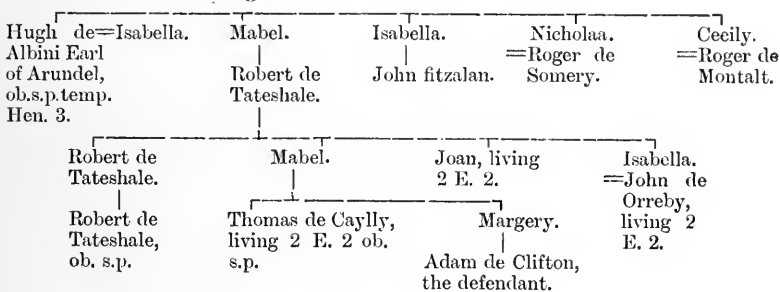 Hugh de=Isabella.
Albini Earl
of Arundel,
ob.s.p.temp.
Hen. 3.
Mabel.
Robert de
Tateshale.
Isabella.
John fitzalan.
Nicholaa.
=Roger de
Somery.
Cecily.
=Roger de
Montalt.
Robert de
Tateshale.
Robert de
Tateshale,
ob. s.p.
Mabel.
Thomas de Caylly,
living 2 E. 2 ob.
s.p.
Margery.
Adam de Clifton,
the defendant.
Joan, living
2 E. 2.
Isabella.
=John de
Orreby,
living 2
E. 2.